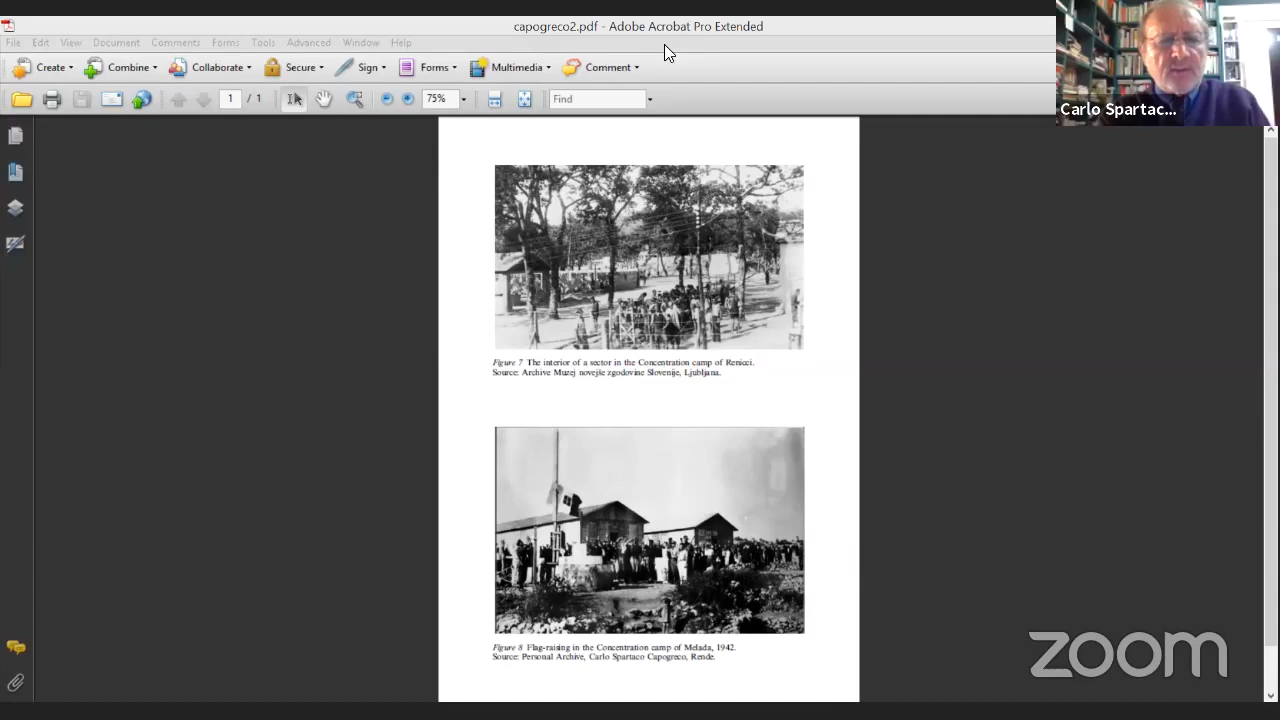 capogreco2.pdf - Adobe Acrobat Pro Extended
File Edit View Document Comments Forms Tools Advanced Window Help
Create Combine Collaborate Secure Sign Forms Multimedia Comment
1 / 1 75% Find
Carlo Spartac...
Figure 7 The interior of a sector in the Concentration camp of Renicci.
Source: Archive Muzej novejše zgodovine Slovenije, Ljubljana.
Figure 8 Flag-raising in the Concentration camp of Melada, 1942.
Source: Personal Archive, Carlo Spartaco Capogreco, Rende.
zoom